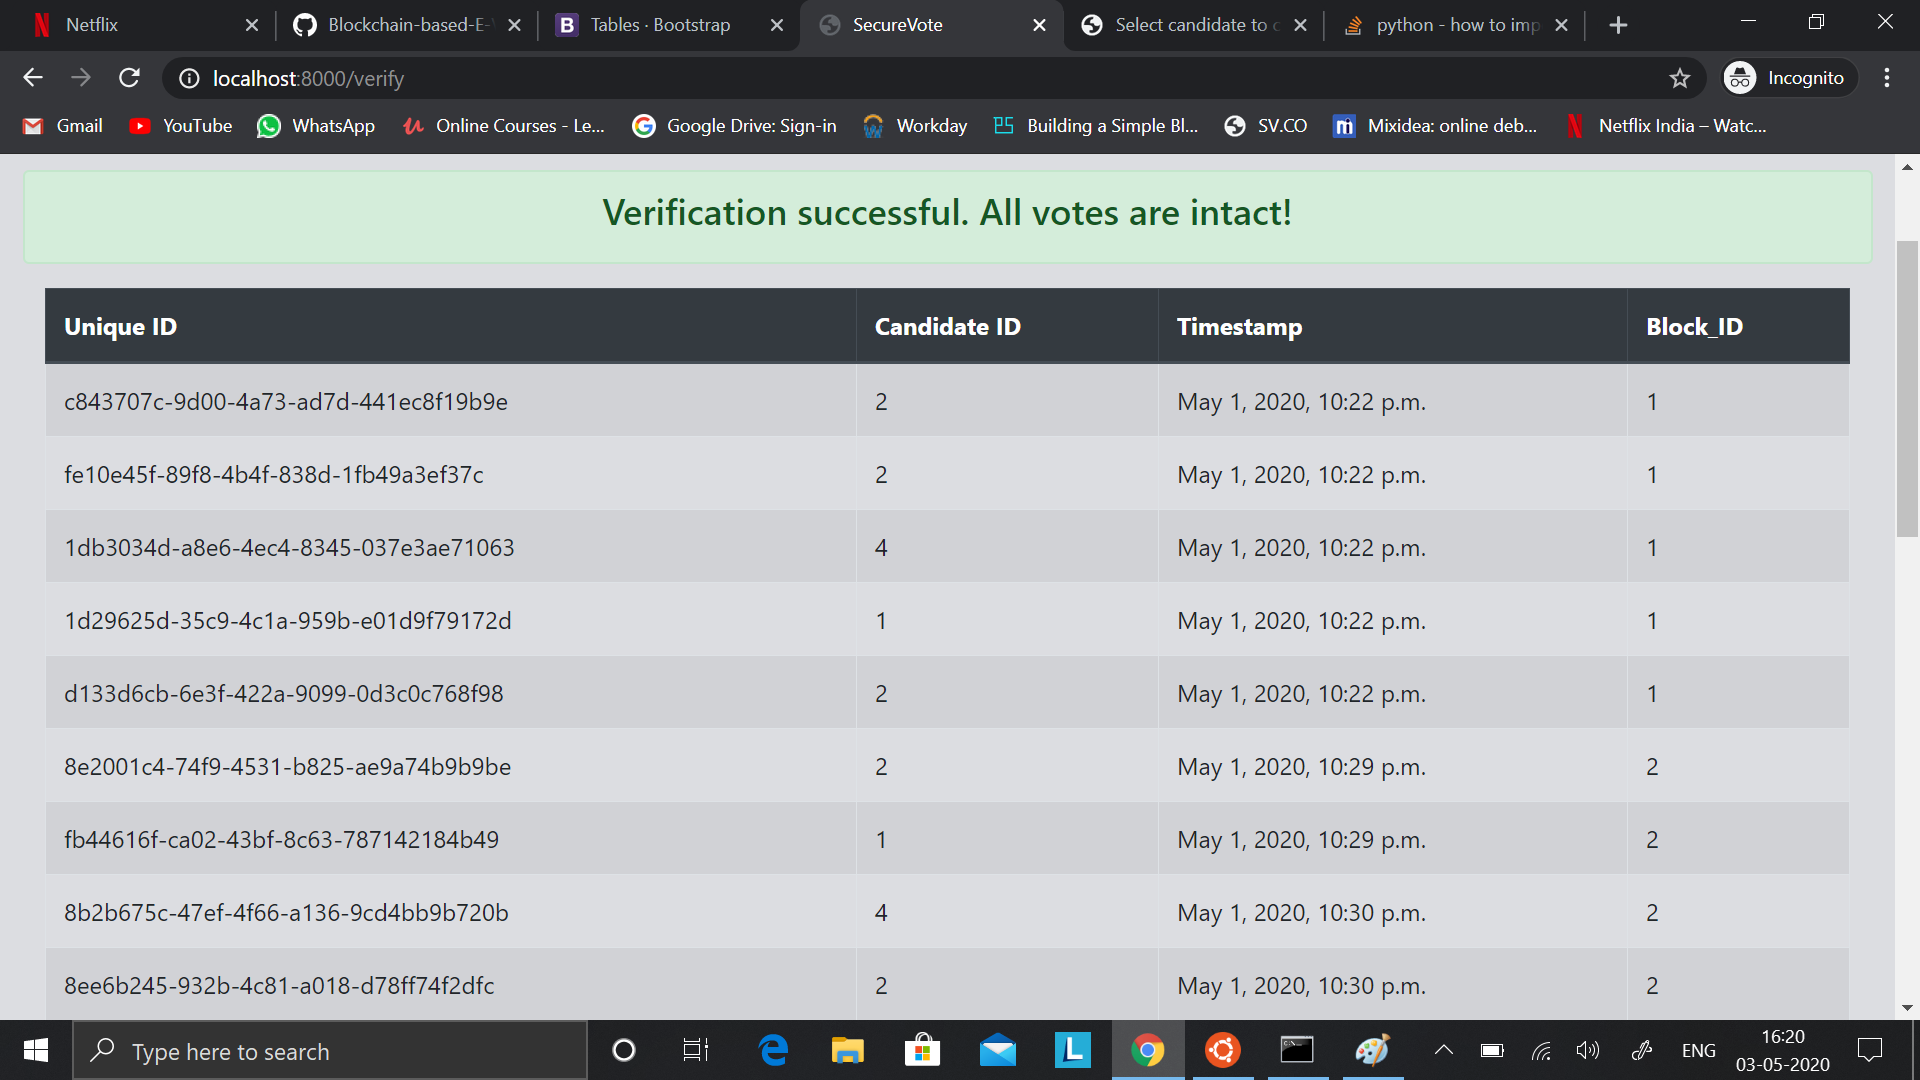 Netflix
Blockchain-based-E-V
Tables · Bootstrap
SecureVote
Select candidate to c
python - how to imp
localhost:8000/verify
Incognito
Gmail
YouTube
WhatsApp
Online Courses - Le...
Google Drive: Sign-in
Workday
Building a Simple Bl...
SV.CO
Mixidea: online deb...
Netflix India – Watc...
Verification successful. All votes are intact!
Unique ID Candidate ID Timestamp Block_ID
c843707c-9d00-4a73-ad7d-441ec8f19b9e 2 May 1, 2020, 10:22 p.m. 1
fe10e45f-89f8-4b4f-838d-1fb49a3ef37c 2 May 1, 2020, 10:22 p.m. 1
1db3034d-a8e6-4ec4-8345-037e3ae71063 4 May 1, 2020, 10:22 p.m. 1
1d29625d-35c9-4c1a-959b-e01d9f79172d 1 May 1, 2020, 10:22 p.m. 1
d133d6cb-6e3f-422a-9099-0d3c0c768f98 2 May 1, 2020, 10:22 p.m. 1
8e2001c4-74f9-4531-b825-ae9a74b9b9be 2 May 1, 2020, 10:29 p.m. 2
fb44616f-ca02-43bf-8c63-787142184b49 1 May 1, 2020, 10:29 p.m. 2
8b2b675c-47ef-4f66-a136-9cd4bb9b720b 4 May 1, 2020, 10:30 p.m. 2
8ee6b245-932b-4c81-a018-d78ff74f2dfc 2 May 1, 2020, 10:30 p.m. 2
Type here to search
ENG
16:20
03-05-2020